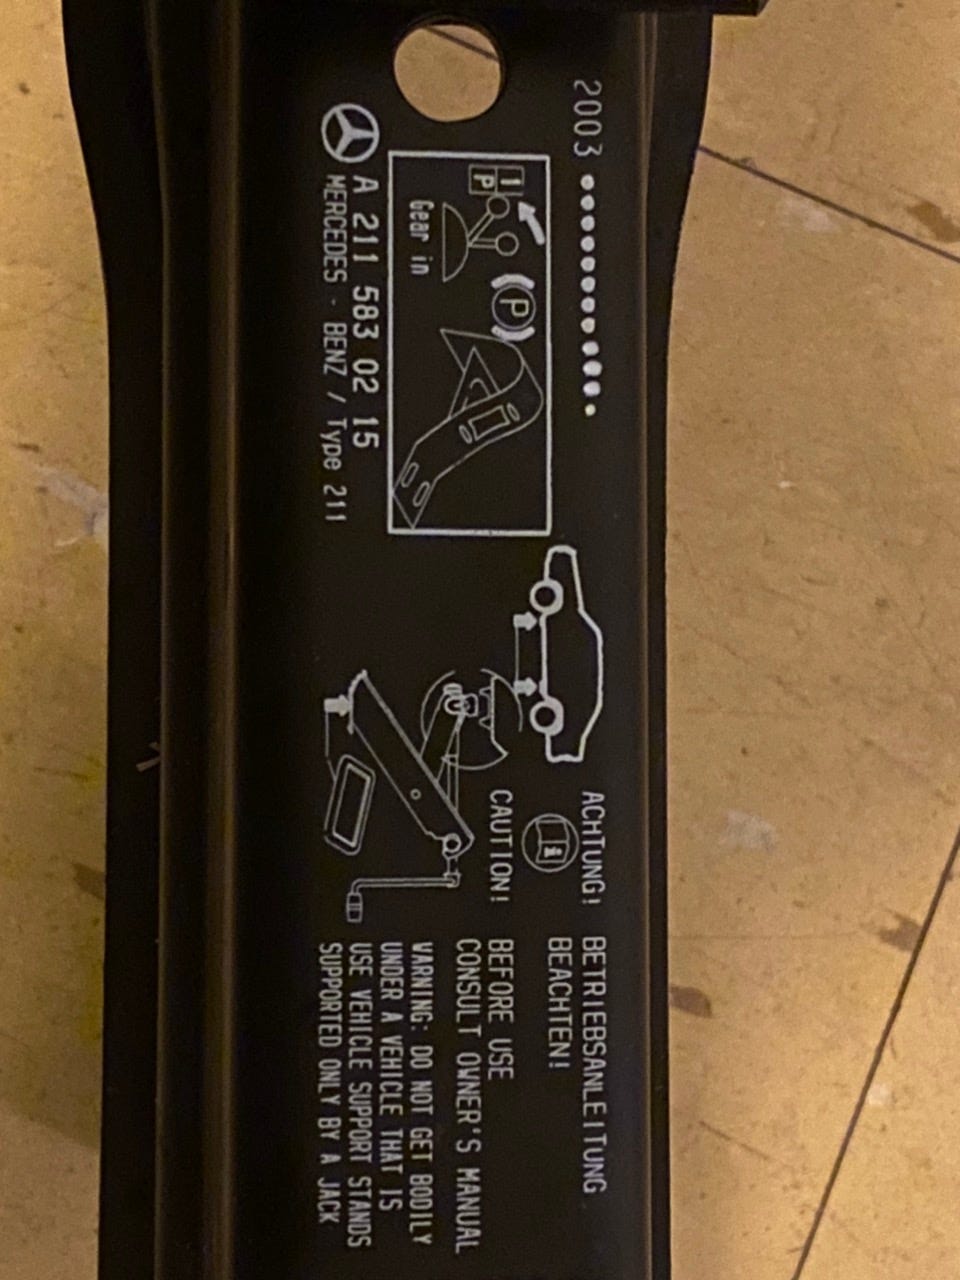 2003
I
P
(P)
Gear in
A 211 583 02 15
MERCEDES - BENZ / Type 211
ACHTUNG! BETRIEBSANLEITUNG
BEACHTEN!
CAUTION! BEFORE USE
CONSULT OWNER'S MANUAL
WARNING: DO NOT GET BODILY
UNDER A VEHICLE THAT IS
USE VEHICLE SUPPORT STANDS
SUPPORTED ONLY BY A JACK